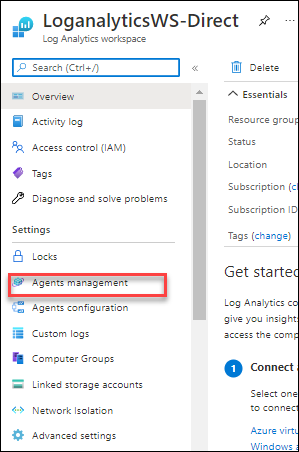 LoganalyticsWS-Direct
Log Analytics workspace
Search (Ctrl+/)
Overview
Activity log
Access control (IAM)
Tags
Diagnose and solve problems
Settings
Locks
Agents management
Agents configuration
Custom logs
Computer Groups
Linked storage accounts
Network Isolation
Advanced settings
Delete
Essentials
Resource group
Status
Location
Subscription (c
Subscription ID
Tags (change)
Get started
Log Analytics co
give you insights
access the comp
1 Connect a
Select one
to connect
Azure virtu
Windows a